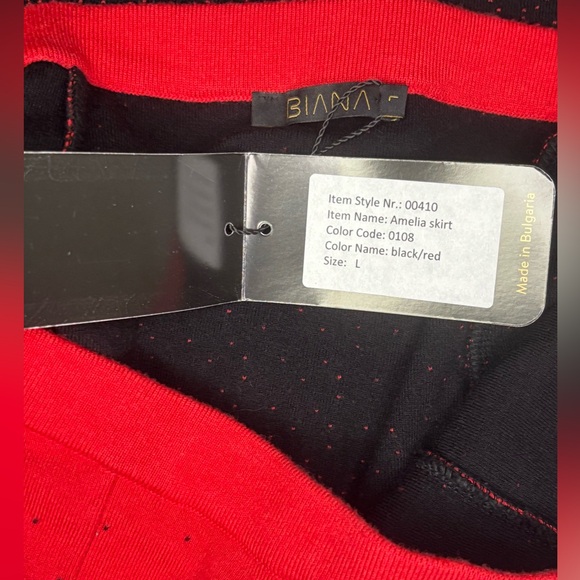 BIANA L
Item Style Nr.: 00410
Item Name: Amelia skirt
Color Code: 0108
Color Name: black/red
Size: L
Made in Bulgaria